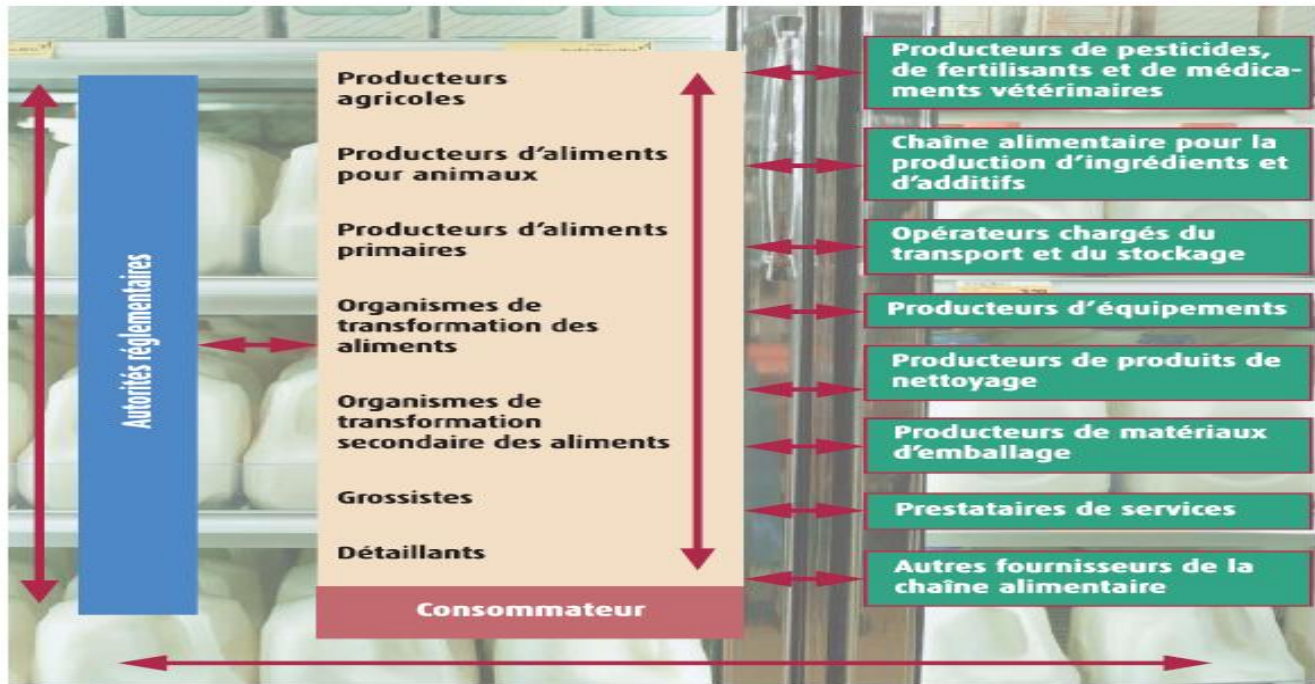 Autorités réglementaires
Producteurs
agricoles
Producteurs d'aliments
pour animaux
Producteurs d'aliments
primaires
Organismes de
transformation des
aliments
Organismes de
transformation
secondaire des aliments
Grossistes
Détaillants
Consommateur
Producteurs de pesticides,
de fertilisants et de médica-
ments vétérinaires
Chaîne alimentaire pour la
production d'ingrédients et
d'additifs
Opérateurs chargés du
transport et du stockage
Producteurs d'équipements
Producteurs de produits de
nettoyage
Producteurs de matériaux
d'emballage
Prestataires de services
Autres fournisseurs de la
chaîne alimentaire